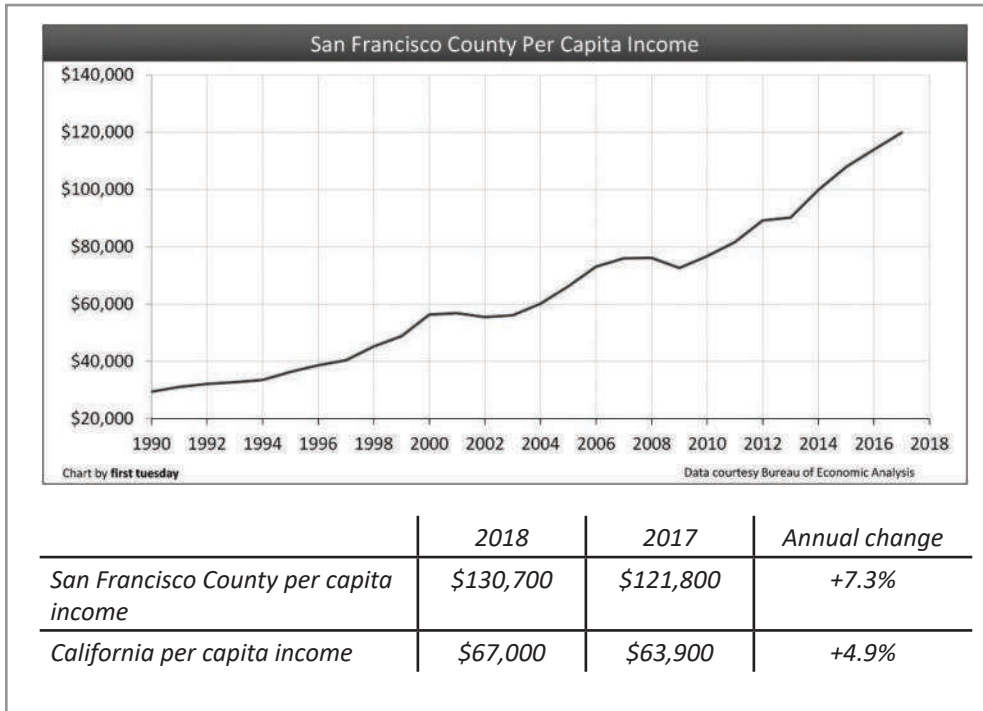 San Francisco County Per Capita Income
$140,000
$120,000
$100,000
$80,000
$60,000
$40,000
$20,000
1990 1992 1994 1996 1998 2000 2002 2004 2006 2008 2010 2012 2014 2016 2018
Chart by first tuesday Data courtesy Bureau of Economic Analysis
2018 2017 Annual change
San Francisco County per capita $130,700 $121,800 +7.3%
income
California per capita income $67,000 $63,900 +4.9%